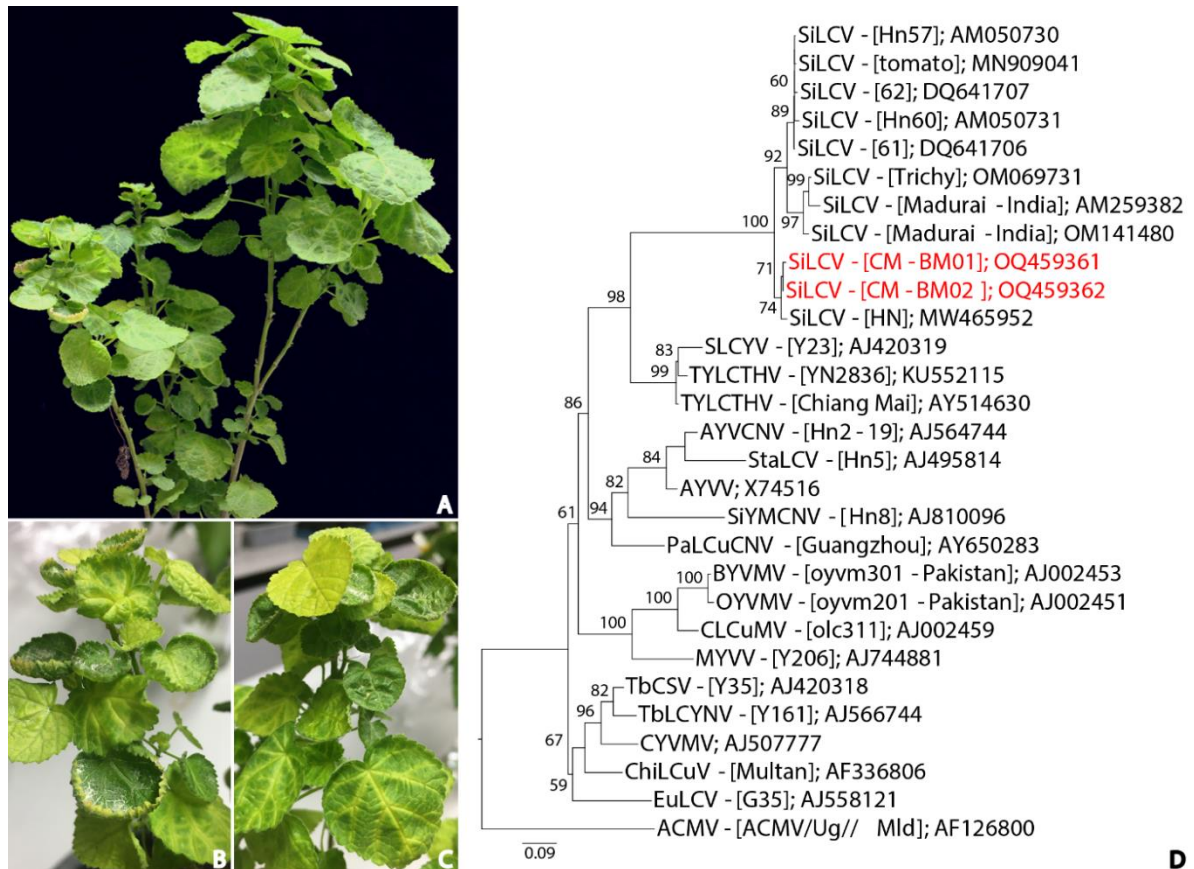 A
B
C
SiLCV - [Hn57]; AM050730
SiLCV - [tomato]; MN909041
60
SiLCV - [62]; DQ641707
89
SiLCV - [Hn60]; AM050731
SiLCV - [61]; DQ641706
92
99
SiLCV - [Trichy]; OM069731
SiLCV - [Madurai - India]; AM259382
100
97
SiLCV - [Madurai - India]; OM141480
71
SiLCV - [CM - BM01]; OQ459361
SiLCV - [CM - BM02 ]; OQ459362
74
SiLCV - [HN]; MW465952
98
83
SLCYV - [Y23]; AJ420319
99
TYLCTHV - [YN2836]; KU552115
TYLCTHV - [Chiang Mai]; AY514630
86
AYVCNV - [Hn2 - 19]; AJ564744
84
StaLCV - [Hn5]; AJ495814
82
AYVV; X74516
61
94
SiYMCNV - [Hn8]; AJ810096
PaLCuCNV - [Guangzhou]; AY650283
100
BYVMV - [oyvm301 - Pakistan]; AJ002453
100
OYVMV - [oyvm201 - Pakistan]; AJ002451
100
CLCuMV - [olc311]; AJ002459
MYVV - [Y206]; AJ744881
82
TbCSV - [Y35]; AJ420318
96
TbLCYNV - [Y161]; AJ566744
67
CYVMV; AJ507777
59
ChiLCuV - [Multan]; AF336806
EuLCV - [G35]; AJ558121
ACMV - [ACMV/Ug// Mld]; AF126800
0.09
D